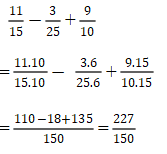 11/15 − 3/25 + 9/10
= 11.10/15.10 − 3.6/25.6 + 9.15/10.15
= 110−18+135/150 = 227/150